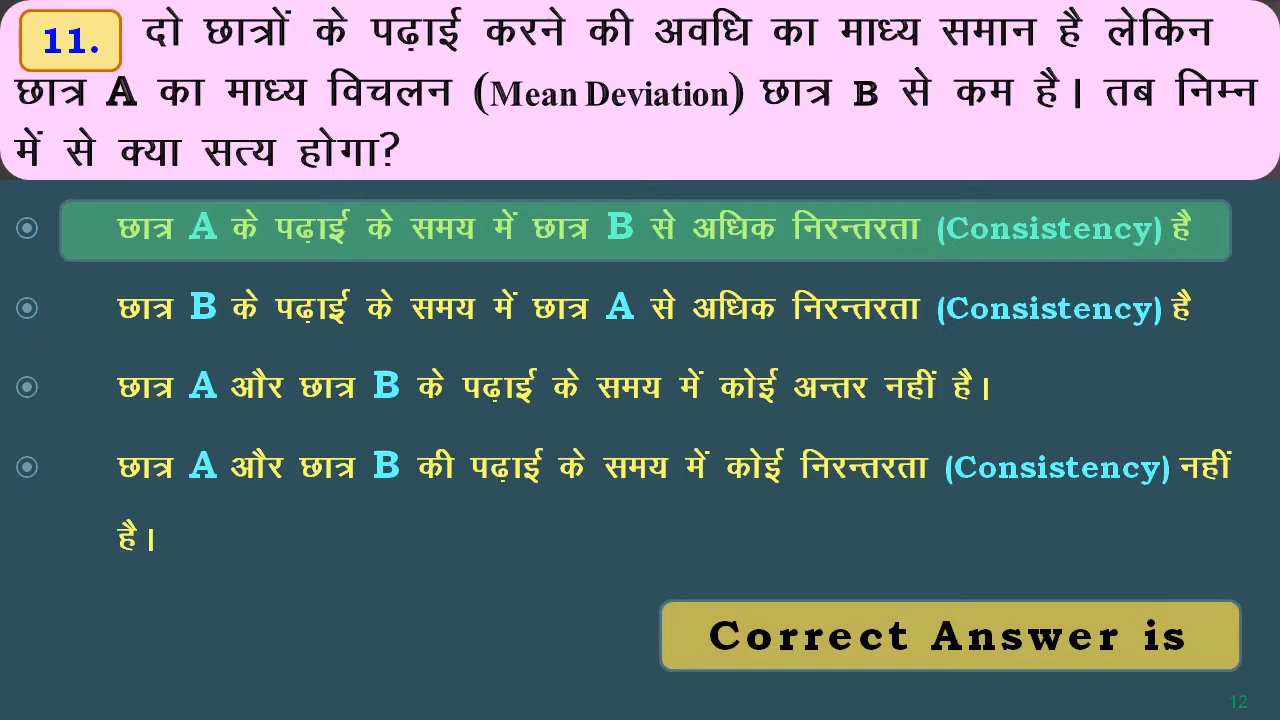 11. दो छात्रों के पढ़ाई करने की अवधि का माध्य समान है लेकिन
छात्र A का माध्य विचलन (Mean Deviation) छात्र B से कम है। तब निम्न
में से क्या सत्य होगा?
छात्र A के पढ़ाई के समय में छात्र B से अधिक निरन्तरता (Consistency) है
छात्र B के पढ़ाई के समय में छात्र A से अधिक निरन्तरता (Consistency) है
छात्र A और छात्र B के पढ़ाई के समय में कोई अन्तर नहीं है।
छात्र A और छात्र B की पढ़ाई के समय में कोई निरन्तरता (Consistency) नहीं
है।
Correct Answer is
12